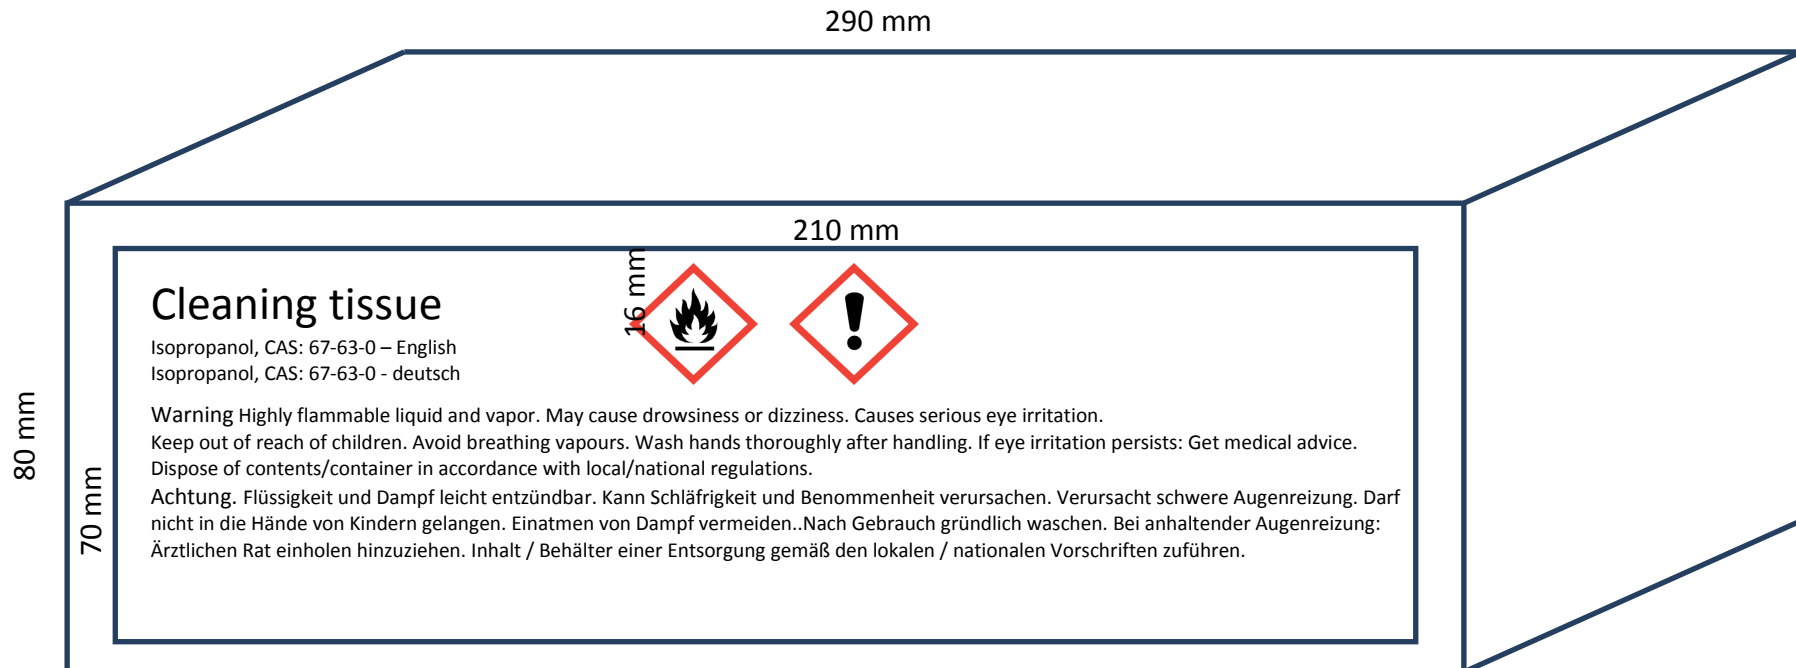 290 mm
210 mm
16 mm
Cleaning tissue
Isopropanol, CAS: 67-63-0 – English
Isopropanol, CAS: 67-63-0 - deutsch
80 mm
70 mm
Warning Highly flammable liquid and vapor. May cause drowsiness or dizziness. Causes serious eye irritation.
Keep out of reach of children. Avoid breathing vapours. Wash hands thoroughly after handling. If eye irritation persists: Get medical advice.
Dispose of contents/container in accordance with local/national regulations.
Achtung. Flüssigkeit und Dampf leicht entzündbar. Kann Schläfrigkeit und Benommenheit verursachen. Verursacht schwere Augenreizung. Darf
nicht in die Hände von Kindern gelangen. Einatmen von Dampf vermeiden..Nach Gebrauch gründlich waschen. Bei anhaltender Augenreizung:
Ärztlichen Rat einholen hinzuziehen. Inhalt / Behälter einer Entsorgung gemäß den lokalen / nationalen Vorschriften zuführen.